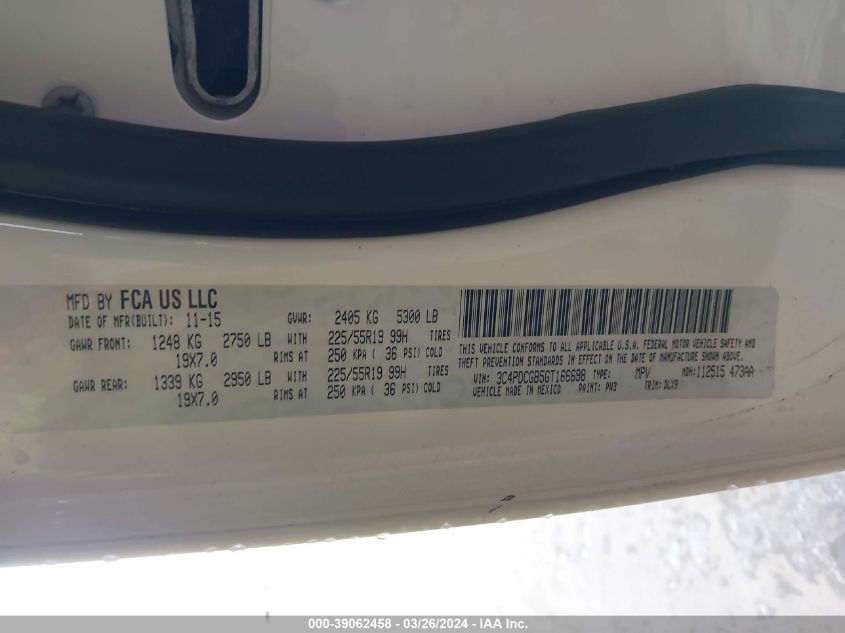 MFD BY FCA US LLC
DATE OF MFR(BUILT): 11-15 GVWR: 2405 KG 5300 LB
GAWR FRONT: 1248 KG 2750 LB WITH 225/55R19 99H TIRES
19X7.0 RIMS AT 250 KPA ( 36 PSI) COLD
GAWR REAR: 1339 KG 2950 LB WITH 225/55R19 99H TIRES
19X7.0 RIMS AT 250 KPA ( 36 PSI) COLD
THIS VEHICLE CONFORMS TO ALL APPLICABLE U.S.A. FEDERAL MOTOR VEHICLE SAFETY AND
THEFT PREVENTION STANDARDS IN EFFECT ON THE DATE OF MANUFACTURE SHOWN ABOVE.
VIN: 3C4PDCGB5GT166698 TYPE: MPV MDH: 112515 473AA
VEHICLE MADE IN MEXICO PAINT: PW3 TRIM: DLX9
000-39062458 - 03/26/2024 - IAA Inc.